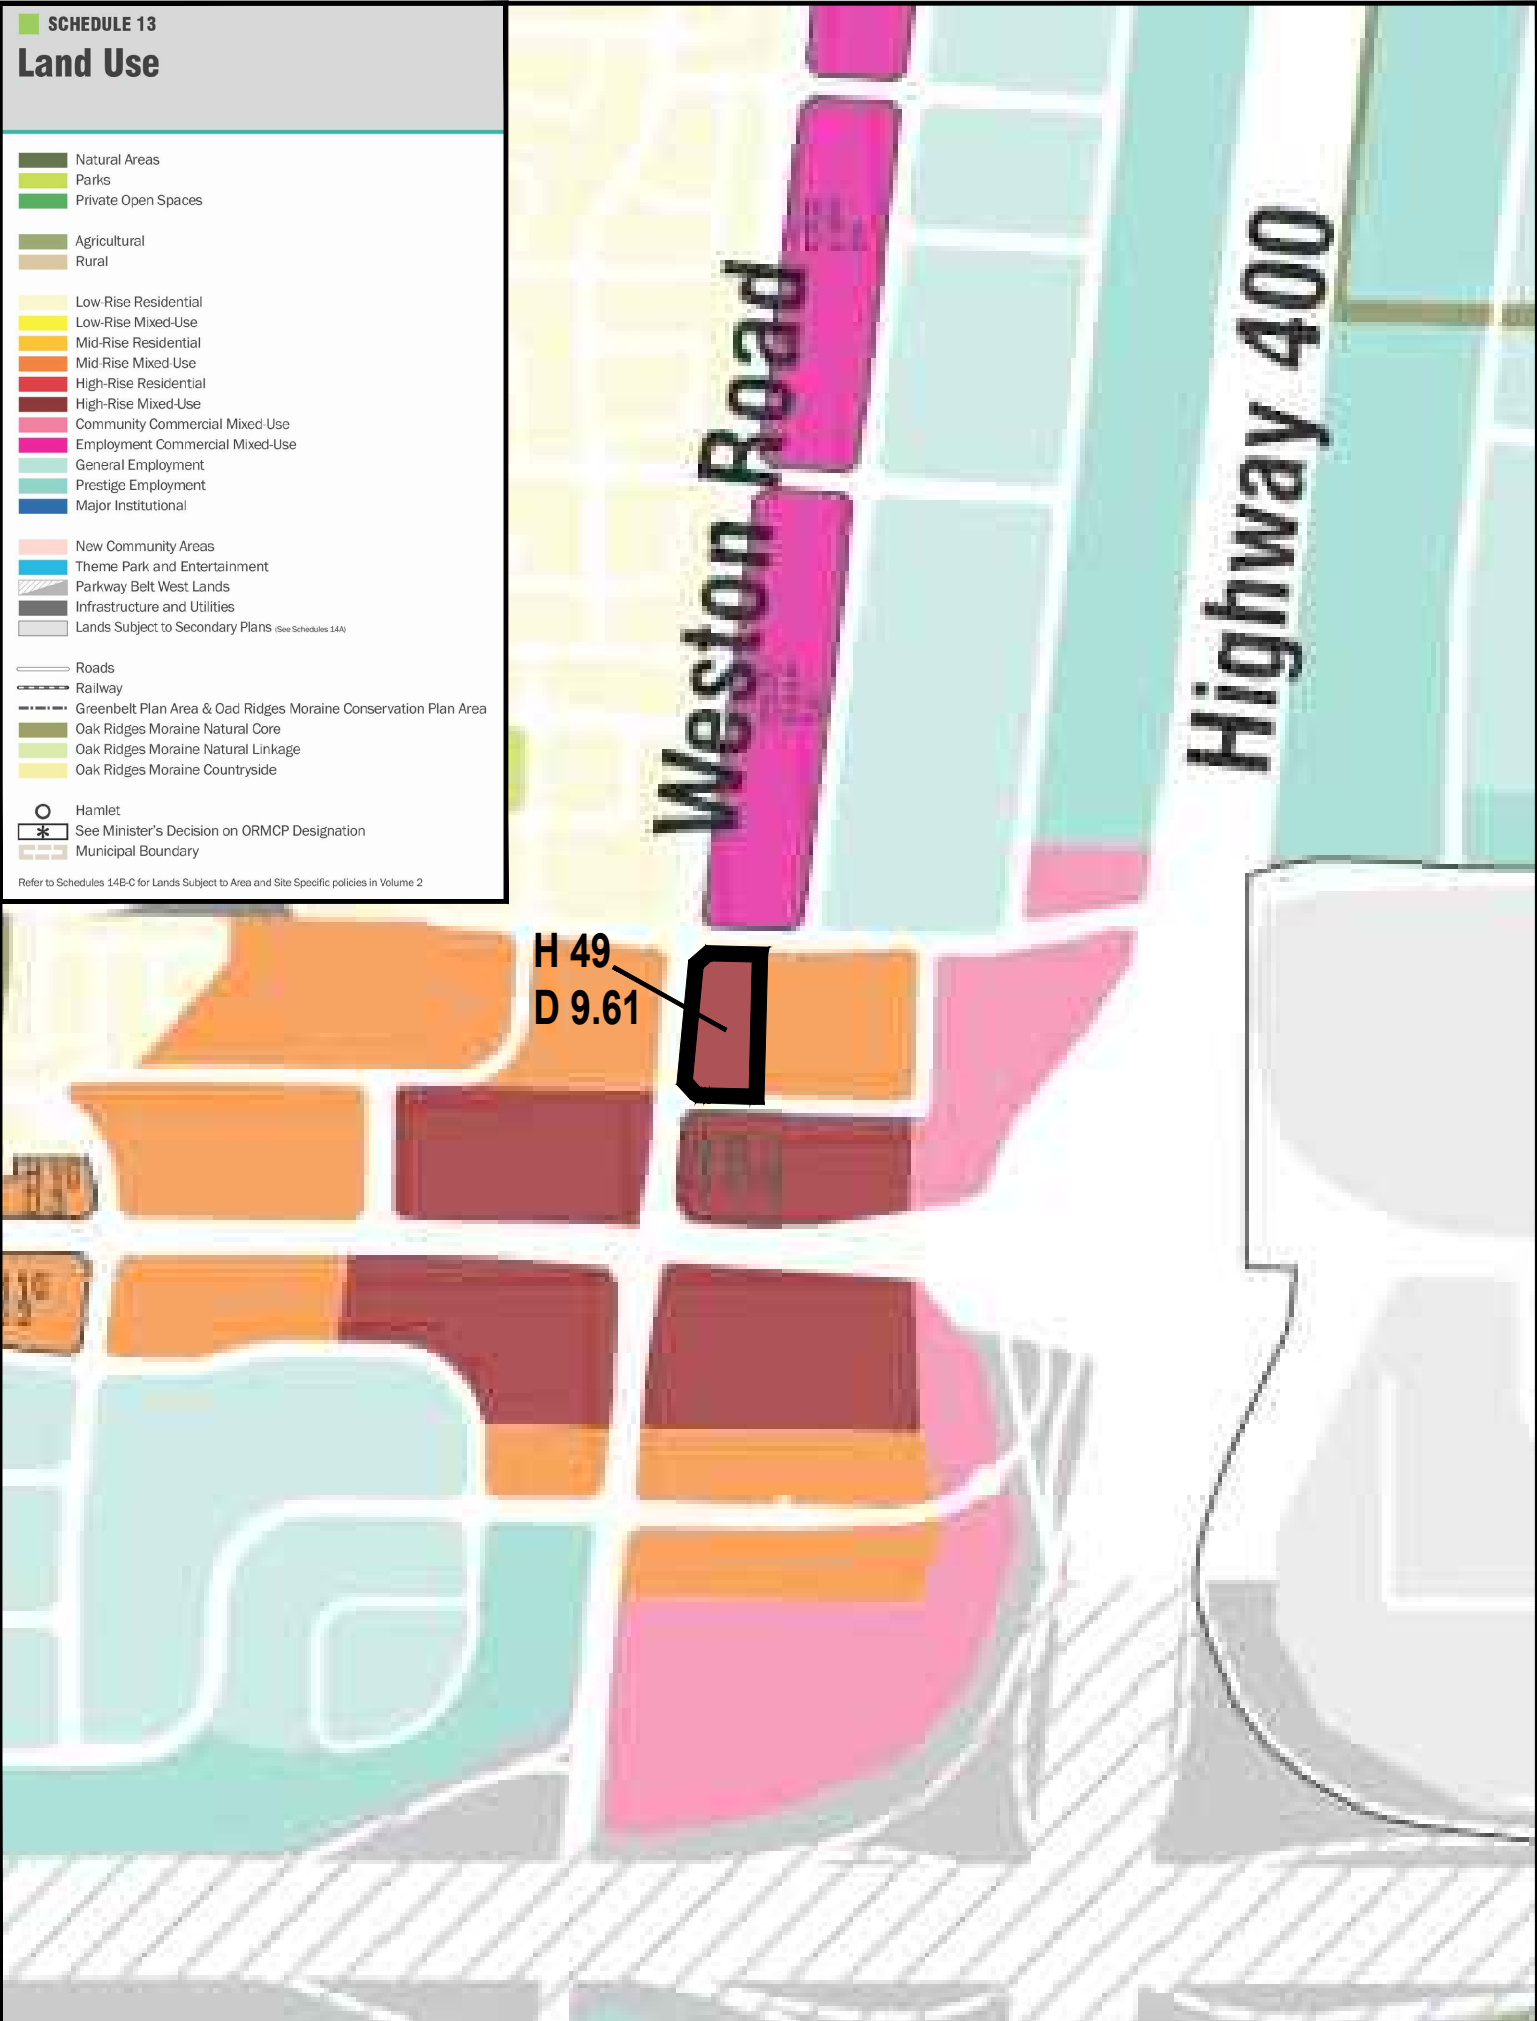 SCHEDULE 13
Land Use
Natural Areas
Parks
Private Open Spaces
Agricultural
Rural
Low-Rise Residential
Low-Rise Mixed-Use
Mid-Rise Residential
Mid-Rise Mixed-Use
High-Rise Residential
High-Rise Mixed-Use
Community Commercial Mixed-Use
Employment Commercial Mixed-Use
General Employment
Prestige Employment
Major Institutional
New Community Areas
Theme Park and Entertainment
Parkway Belt West Lands
Infrastructure and Utilities
Lands Subject to Secondary Plans (See Schedules 14A)
Roads
Railway
Greenbelt Plan Area & Oad Ridges Moraine Conservation Plan Area
Oak Ridges Moraine Natural Core
Oak Ridges Moraine Natural Linkage
Oak Ridges Moraine Countryside
Hamlet
See Minister's Decision on ORMCP Designation
Municipal Boundary
Refer to Schedules 14B-C for Lands Subject to Area and Site Specific policies in Volume 2
Weston Road
Highway 400
H 49
D 9.61